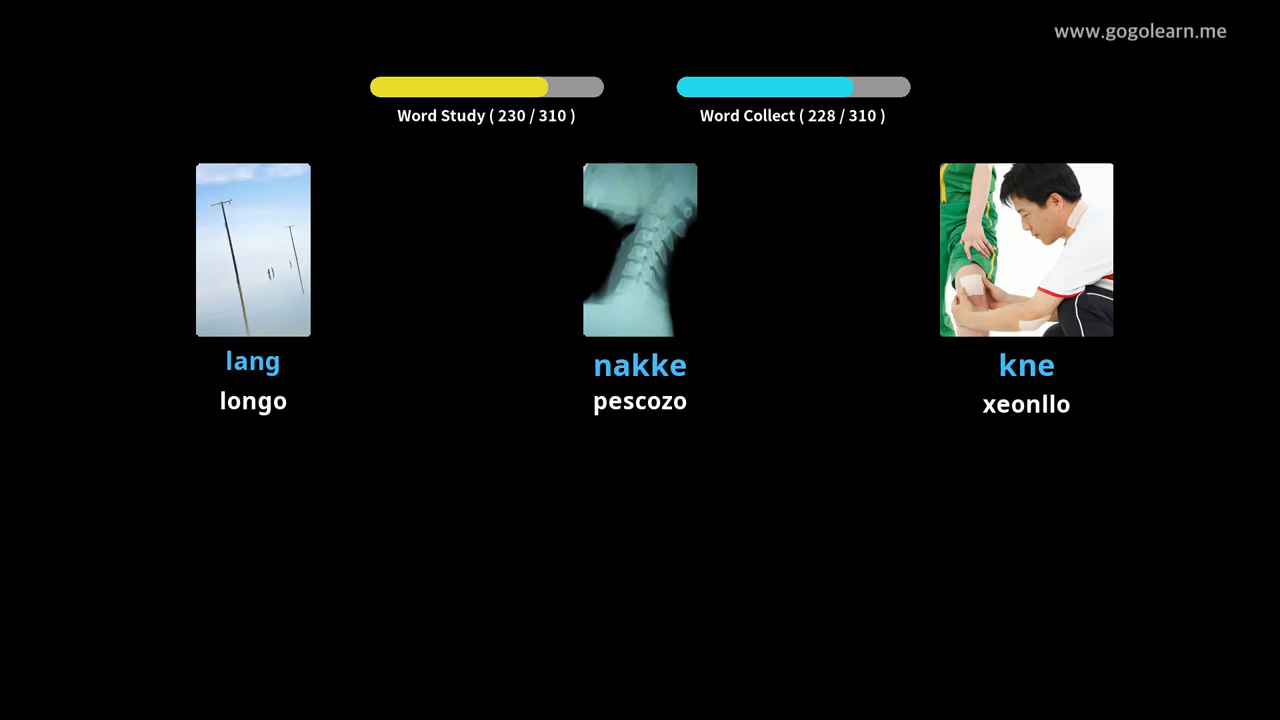 www.gogolearn.me
Word Study ( 230 / 310 )
Word Collect ( 228 / 310 )
lang
longo
nakke
pescozo
kne
xeonllo